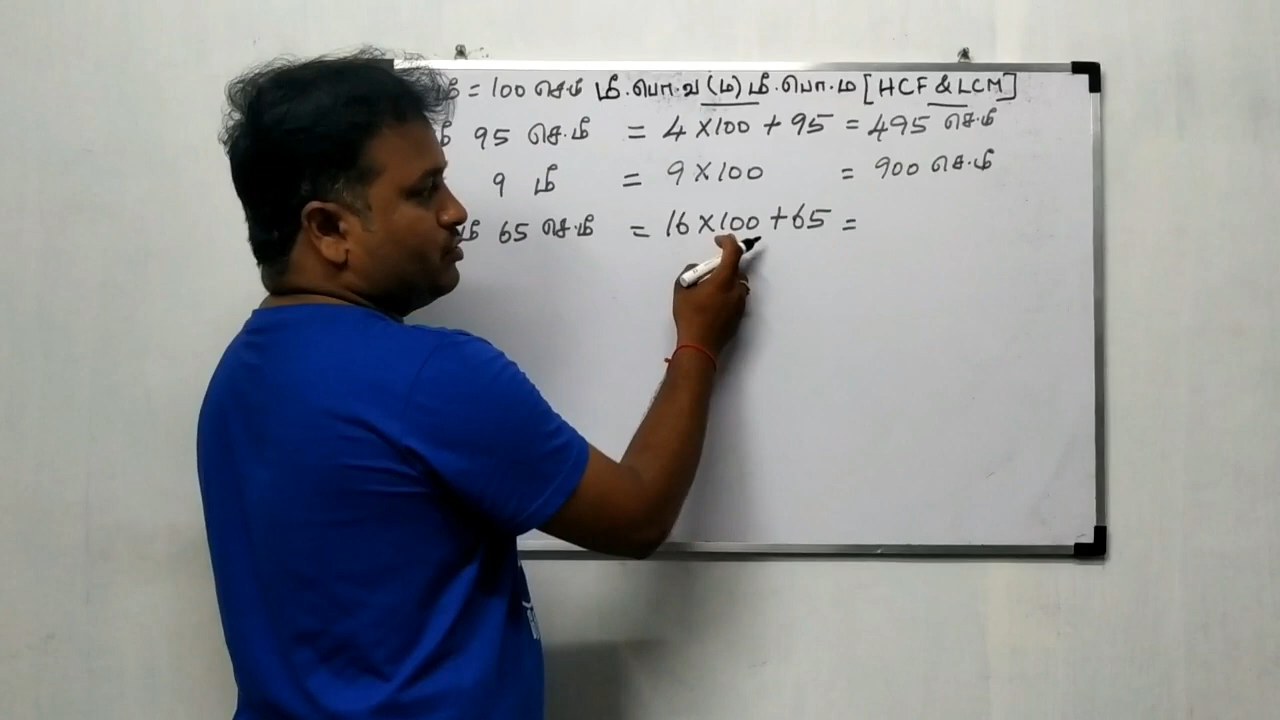 மீ = 100 செ.மீ மீ.பொ.வ (ம) மீ.பொ.ம [HCF & LCM]
மீ 95 செ.மீ = 4 X 100 + 95 = 495 செ.மீ
9 மீ = 9 X 100 = 900 செ.மீ
மீ 65 செ.மீ = 16 X 100 + 65 =